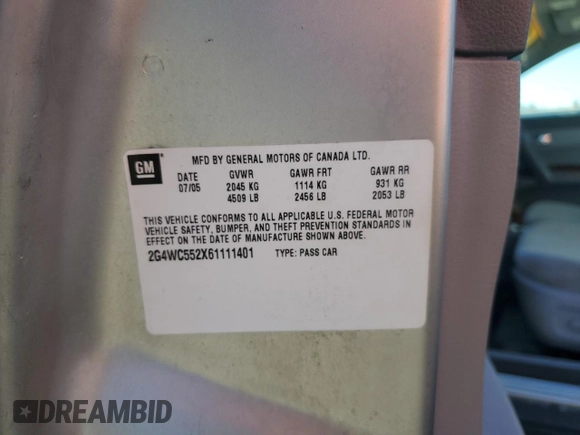 GM
MFD BY GENERAL MOTORS OF CANADA LTD.
DATE GVWR GAWR FRT GAWR RR
07/05 2045 KG 1114 KG 931 KG
4509 LB 2456 LB 2053 LB
THIS VEHICLE CONFORMS TO ALL APPLICABLE U.S. FEDERAL MOTOR
VEHICLE SAFETY, BUMPER, AND THEFT PREVENTION STANDARDS IN
EFFECT ON THE DATE OF MANUFACTURE SHOWN ABOVE.
2G4WC552X61111401 TYPE: PASS CAR
DREAMBID